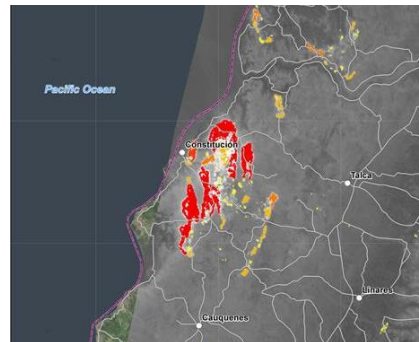 Pacific Ocean
Constitución
Talca
Linares
Cauquenes